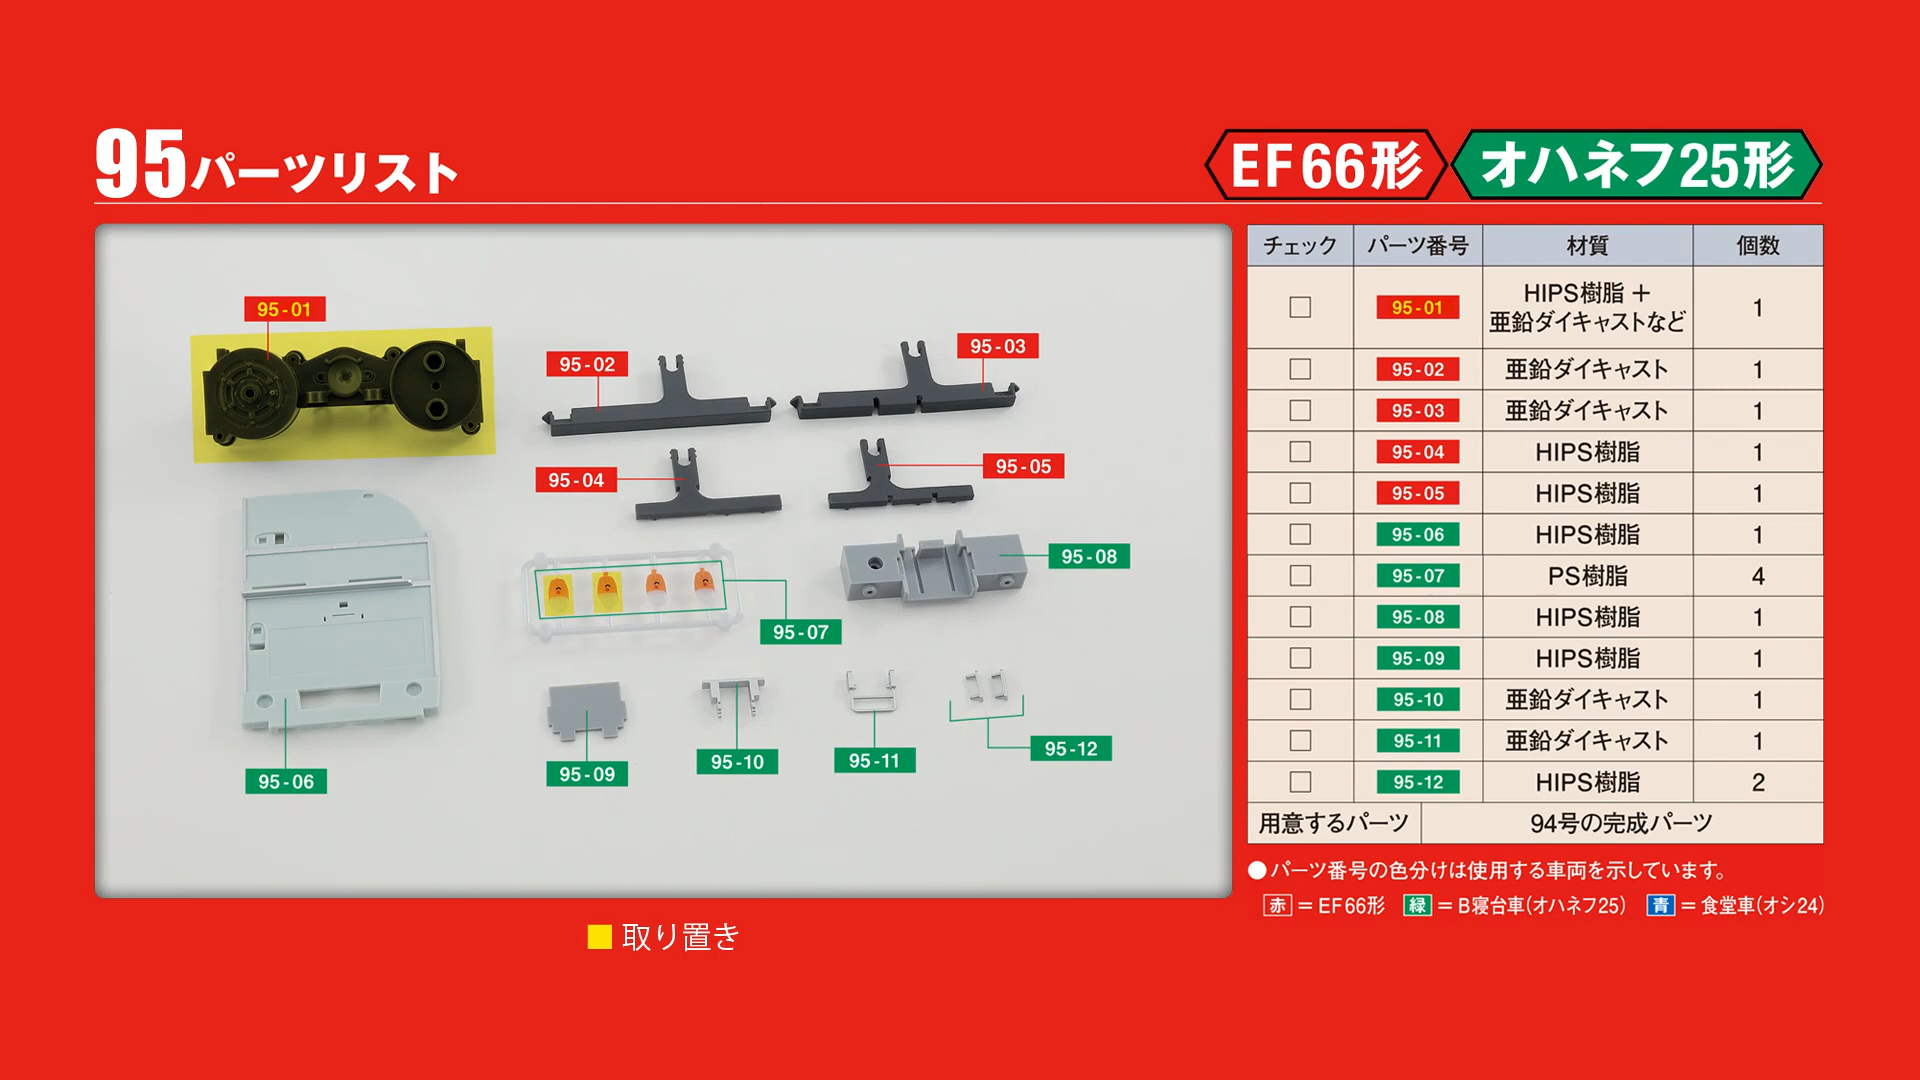 95パーツリスト
EF66形
オハネフ25形
95-01
95-02
95-03
95-04
95-05
95-06
95-07
95-08
95-09
95-10
95-11
95-12
取り置き
チェック パーツ番号 材質 個数
□ 95-01 HIPS樹脂＋
亜鉛ダイキャストなど 1
□ 95-02 亜鉛ダイキャスト 1
□ 95-03 亜鉛ダイキャスト 1
□ 95-04 HIPS樹脂 1
□ 95-05 HIPS樹脂 1
□ 95-06 HIPS樹脂 1
□ 95-07 PS樹脂 4
□ 95-08 HIPS樹脂 1
□ 95-09 HIPS樹脂 1
□ 95-10 亜鉛ダイキャスト 1
□ 95-11 亜鉛ダイキャスト 1
□ 95-12 HIPS樹脂 2
用意するパーツ 94号の完成パーツ
●パーツ番号の色分けは使用する車両を示しています。
赤＝EF66形 緑＝B寝台車(オハネフ25) 青＝食堂車(オシ24)